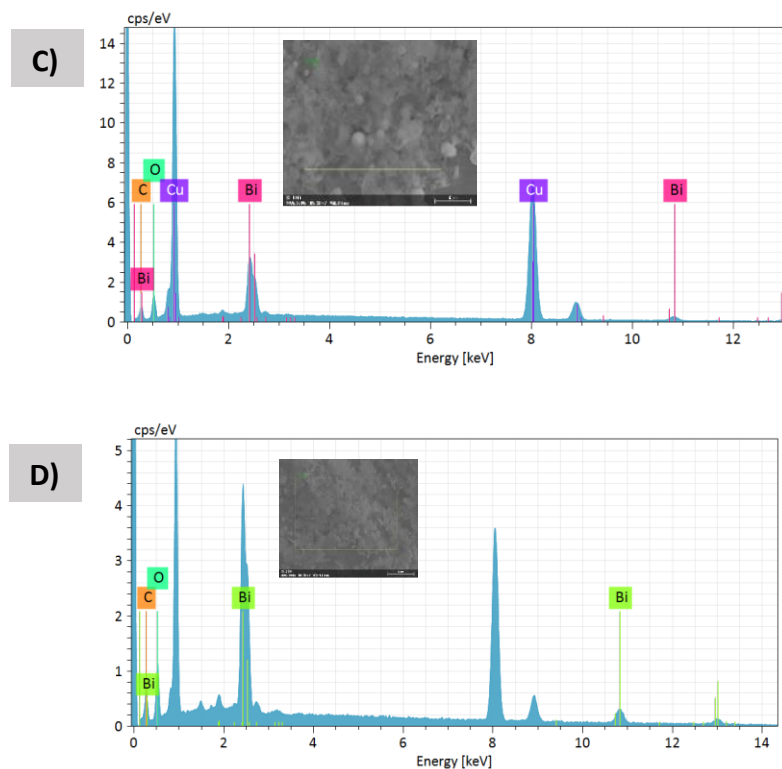 C)
cps/eV
14
12
10
8
6
4
2
0
O
C
Cu
Bi
Cu
Bi
Bi
0 2 4 6 8 10 12
Energy [keV]
D)
cps/eV
5
4
3
2
1
0
O
C
Bi
Bi
Bi
0 2 4 6 8 10 12 14
Energy [keV]